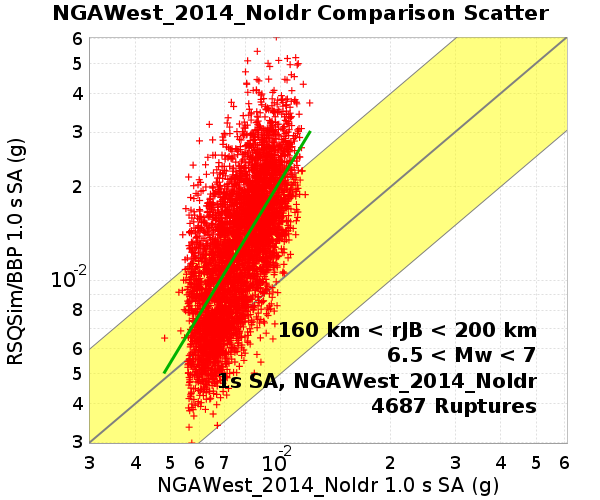 NGAWest_2014_NoIdr Comparison Scatter
RSQSim/BBP 1.0 s SA (g)
6
5
4
3
2
10-2
8
6
5
4
3
160 km < rJB < 200 km
6.5 < Mw < 7
1s SA, NGAWest_2014_NoIdr
4687 Ruptures
3 4 5 6 7 10-2 2 3 4 5 6
NGAWest_2014_NoIdr 1.0 s SA (g)